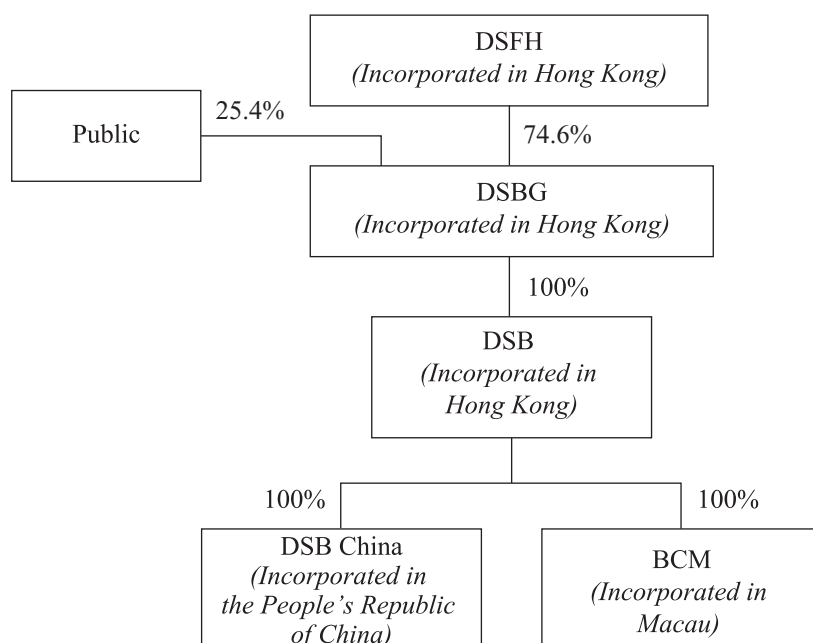 DSFH
(Incorporated in Hong Kong)
Public
25.4%
74.6%
DSBG
(Incorporated in Hong Kong)
100%
DSB
(Incorporated in
Hong Kong)
100%
100%
DSB China
(Incorporated in
the People’s Republic
of China)
BCM
(Incorporated in
Macau)